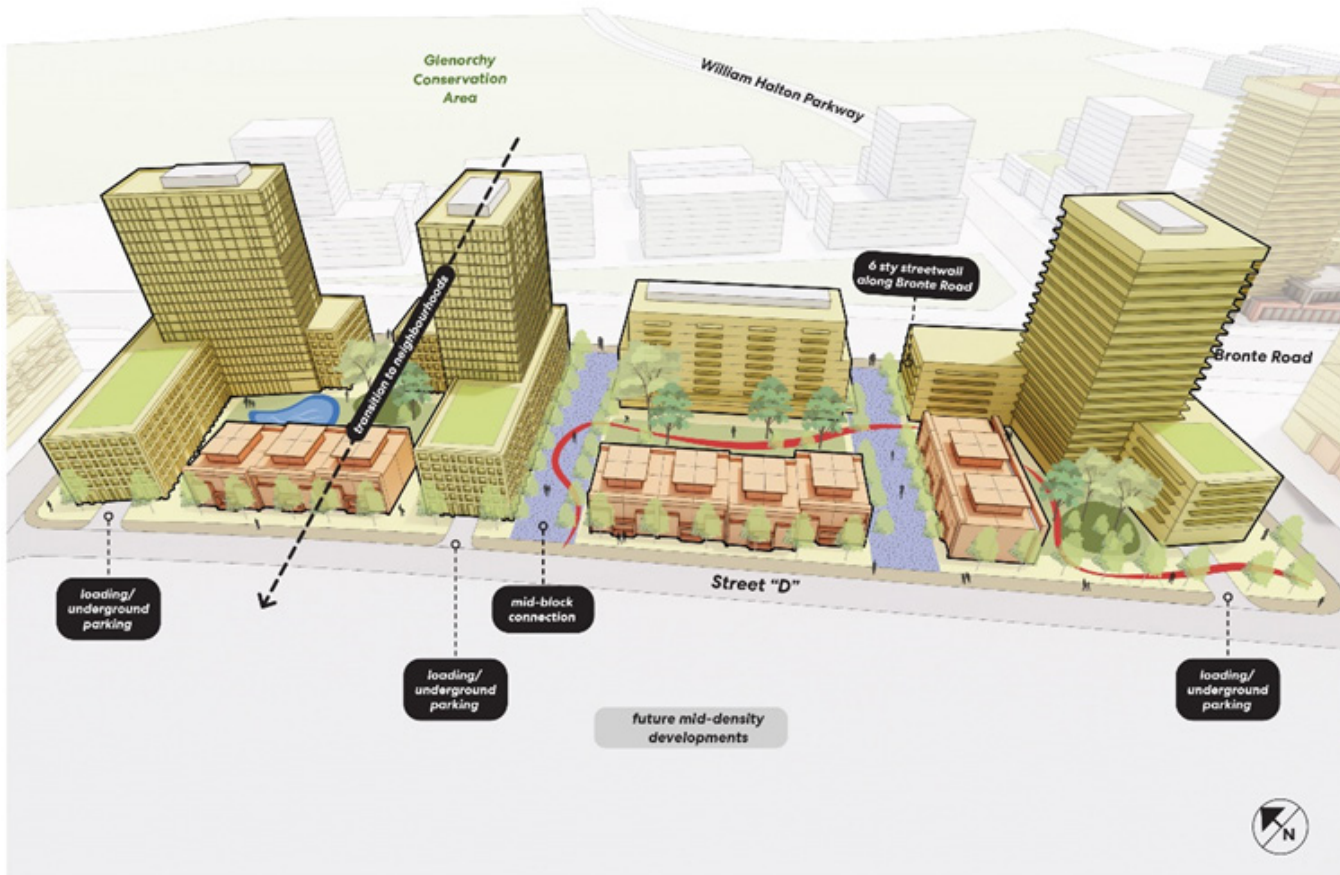 Glenorchy
Conservation
Area
William Halton Parkway
6 sty streetwall
along Bronte Road
Bronte Road
transition to neighbourhoods
Street "D"
loading/
underground
parking
mid-block
connection
loading/
underground
parking
loading/
underground
parking
future mid-density
developments
N